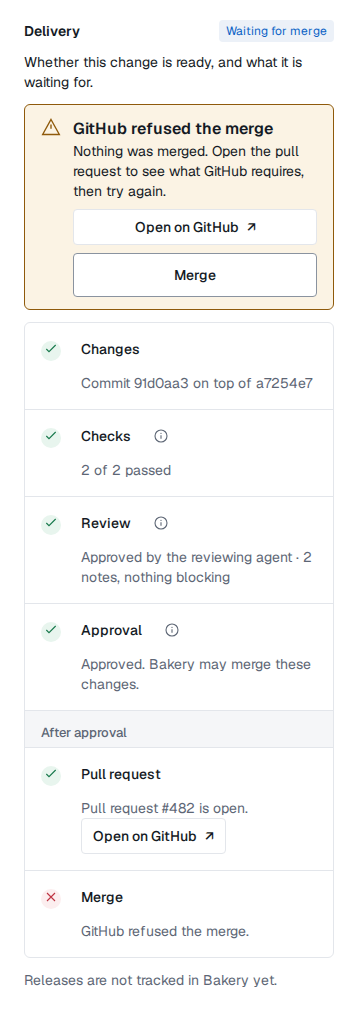 Delivery
Waiting for merge
Whether this change is ready, and what it is
waiting for.
GitHub refused the merge
Nothing was merged. Open the pull
request to see what GitHub requires,
then try again.
Open on GitHub ↗
Merge
Changes
Commit 91d0aa3 on top of a7254e7
Checks
2 of 2 passed
Review
Approved by the reviewing agent · 2
notes, nothing blocking
Approval
Approved. Bakery may merge these
changes.
After approval
Pull request
Pull request #482 is open.
Open on GitHub ↗
Merge
GitHub refused the merge.
Releases are not tracked in Bakery yet.